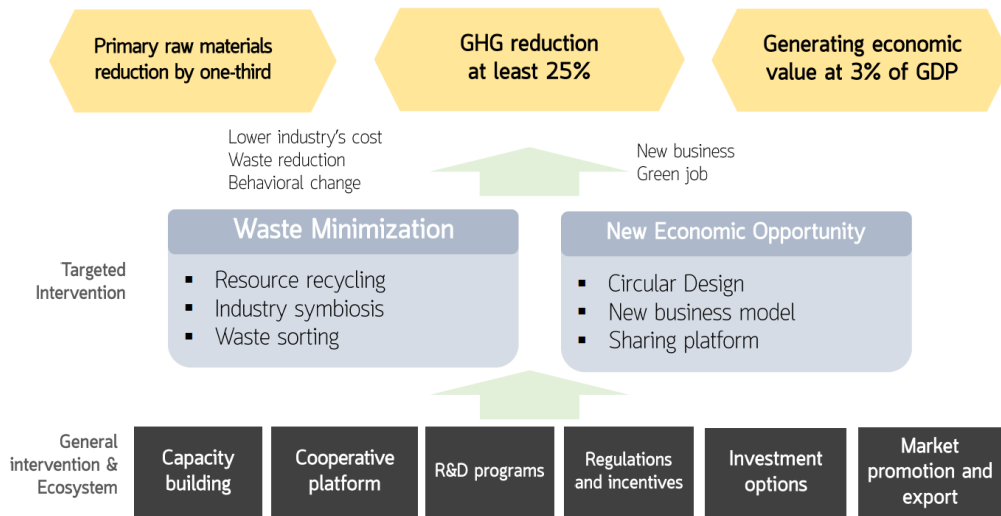 Primary raw materials
reduction by one-third
GHG reduction
at least 25%
Generating economic
value at 3% of GDP
Lower industry's cost
Waste reduction
Behavioral change
New business
Green job
Targeted
Intervention
Waste Minimization
▪ Resource recycling
▪ Industry symbiosis
▪ Waste sorting
New Economic Opportunity
▪ Circular Design
▪ New business model
▪ Sharing platform
General
intervention &
Ecosystem
Capacity
building
Cooperative
platform
R&D programs
Regulations
and incentives
Investment
options
Market
promotion and
export